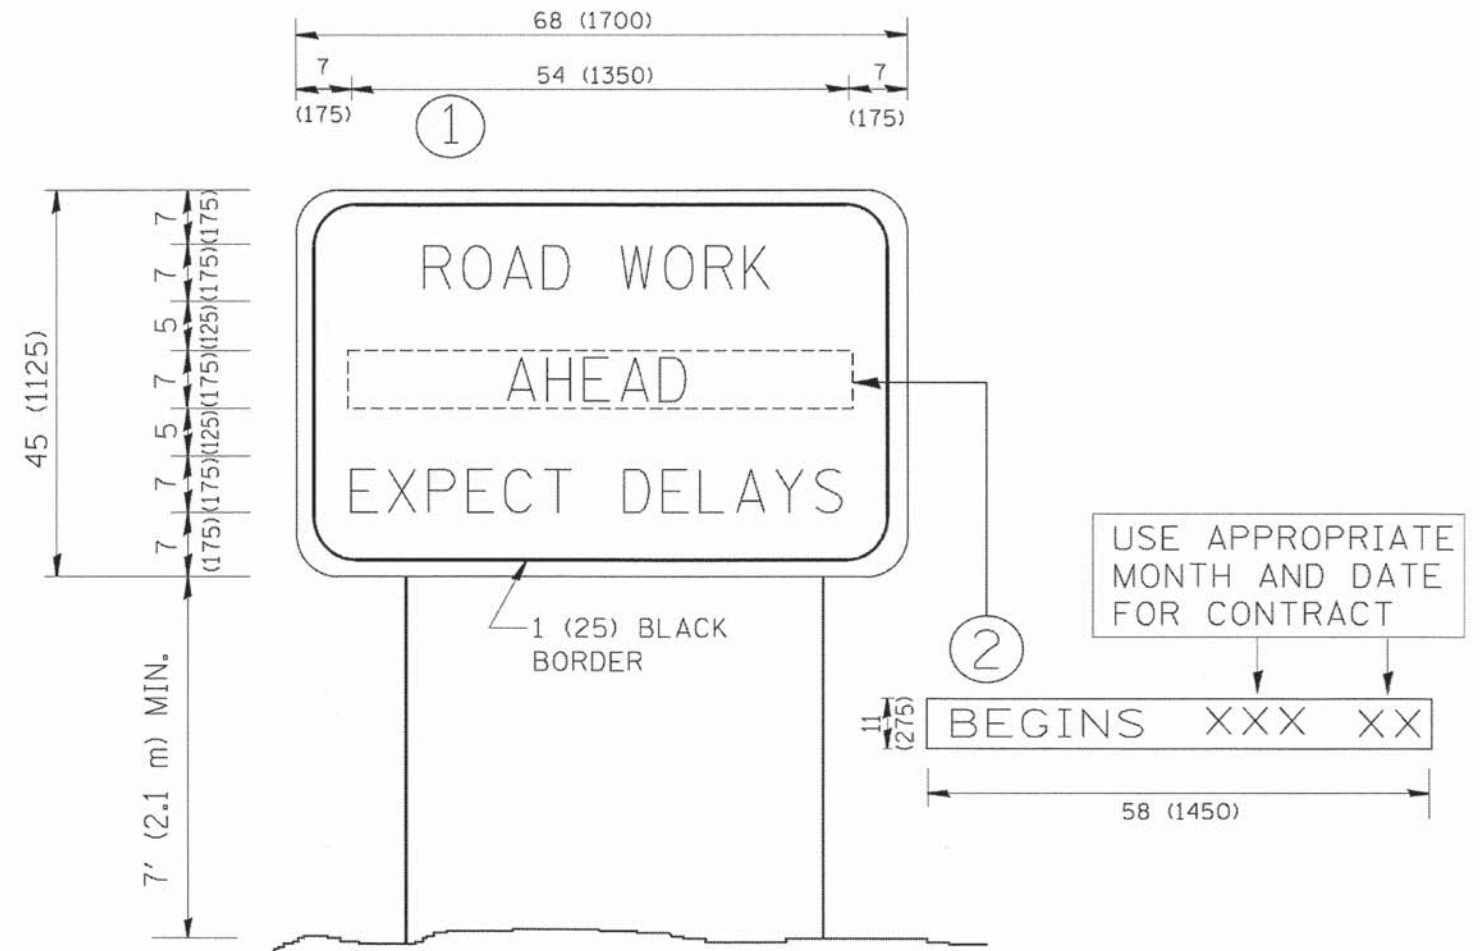 68 (1700)
7
54 (1350)
7
(175)
(175)
1
7
(175)
7
(175)
5
(125)
7
(175)
5
(125)
7
(175)
7
(175)
45 (1125)
ROAD WORK
AHEAD
EXPECT DELAYS
1 (25) BLACK
BORDER
7' (2.1 m) MIN.
2
USE APPROPRIATE
MONTH AND DATE
FOR CONTRACT
11
(275)
BEGINS XXX XX
58 (1450)